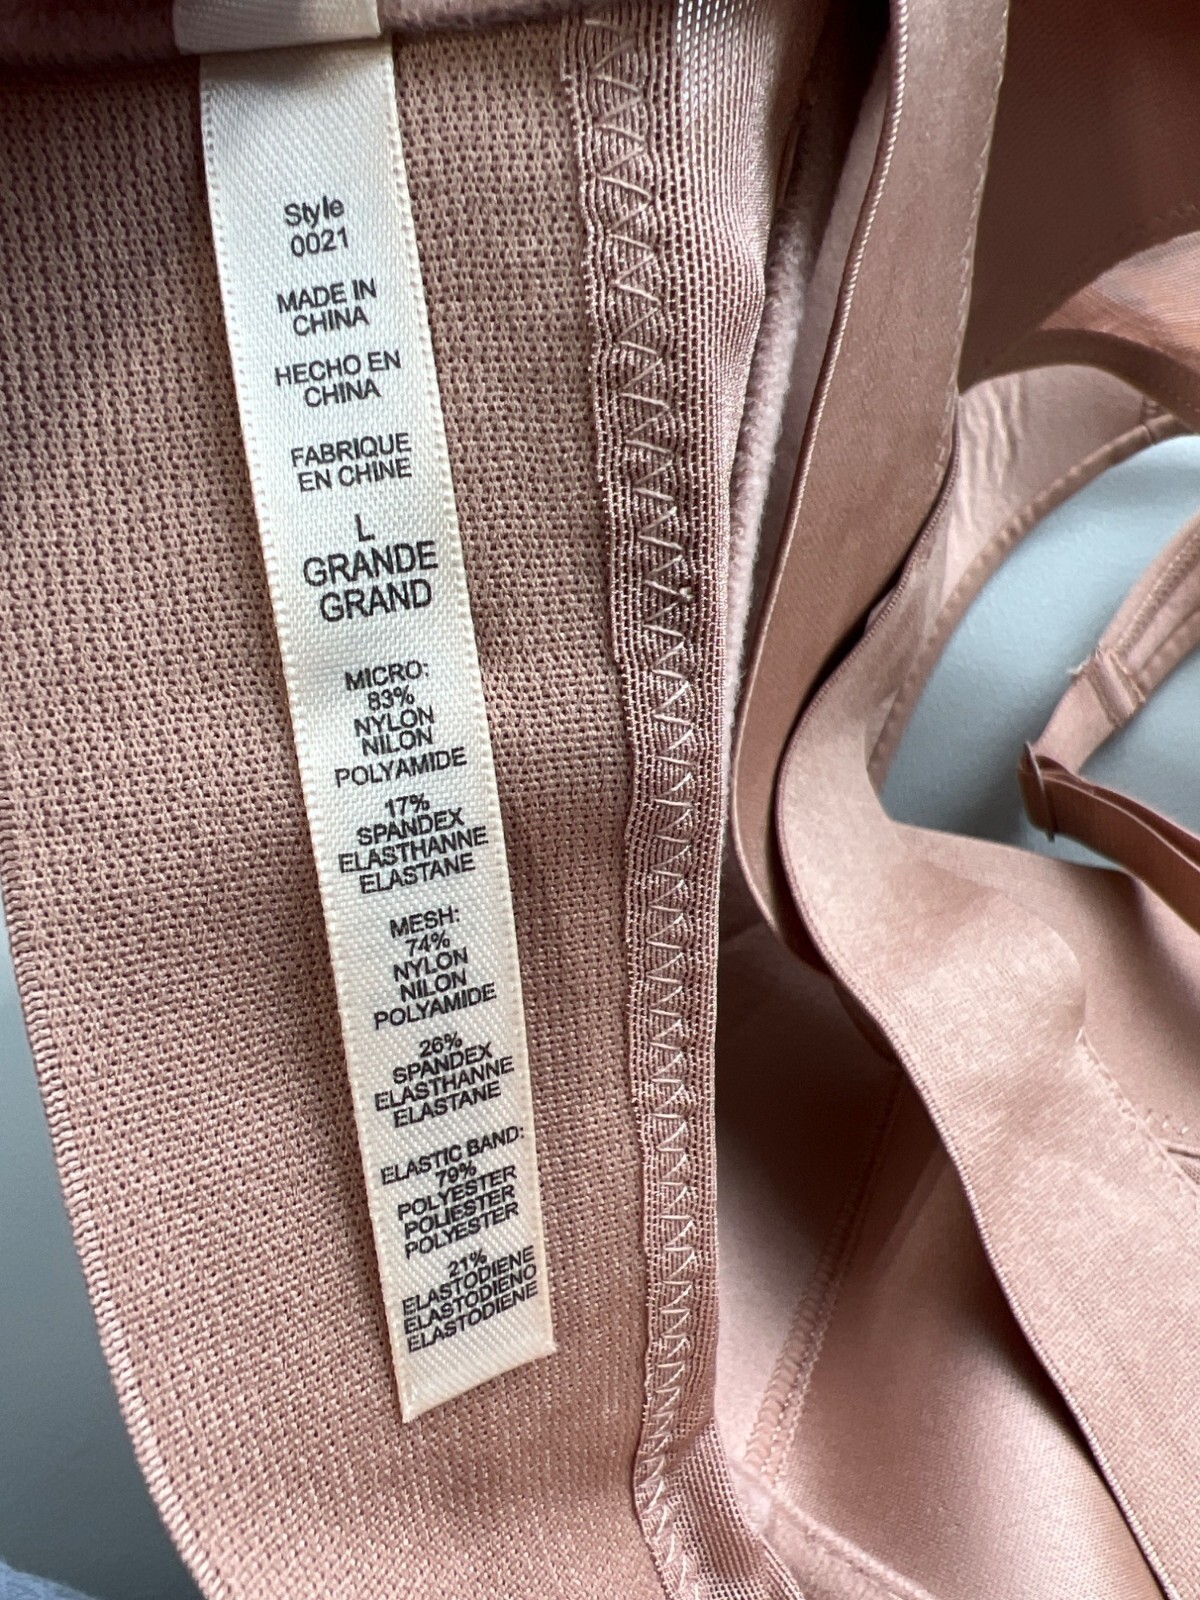 Style
0021
MADE IN
CHINA
HECHO EN
CHINA
FABRIQUE
EN CHINE
L
GRANDE
GRAND
MICRO:
83%
NYLON
NILON
POLYAMIDE
17%
SPANDEX
ELASTHANNE
ELASTANE
MESH:
74%
NYLON
NILON
POLYAMIDE
26%
SPANDEX
ELASTHANNE
ELASTANE
ELASTIC BAND:
79%
POLYESTER
POLIESTER
POLYESTER
21%
ELASTODIENE
ELASTODIENO
ELASTODIENE